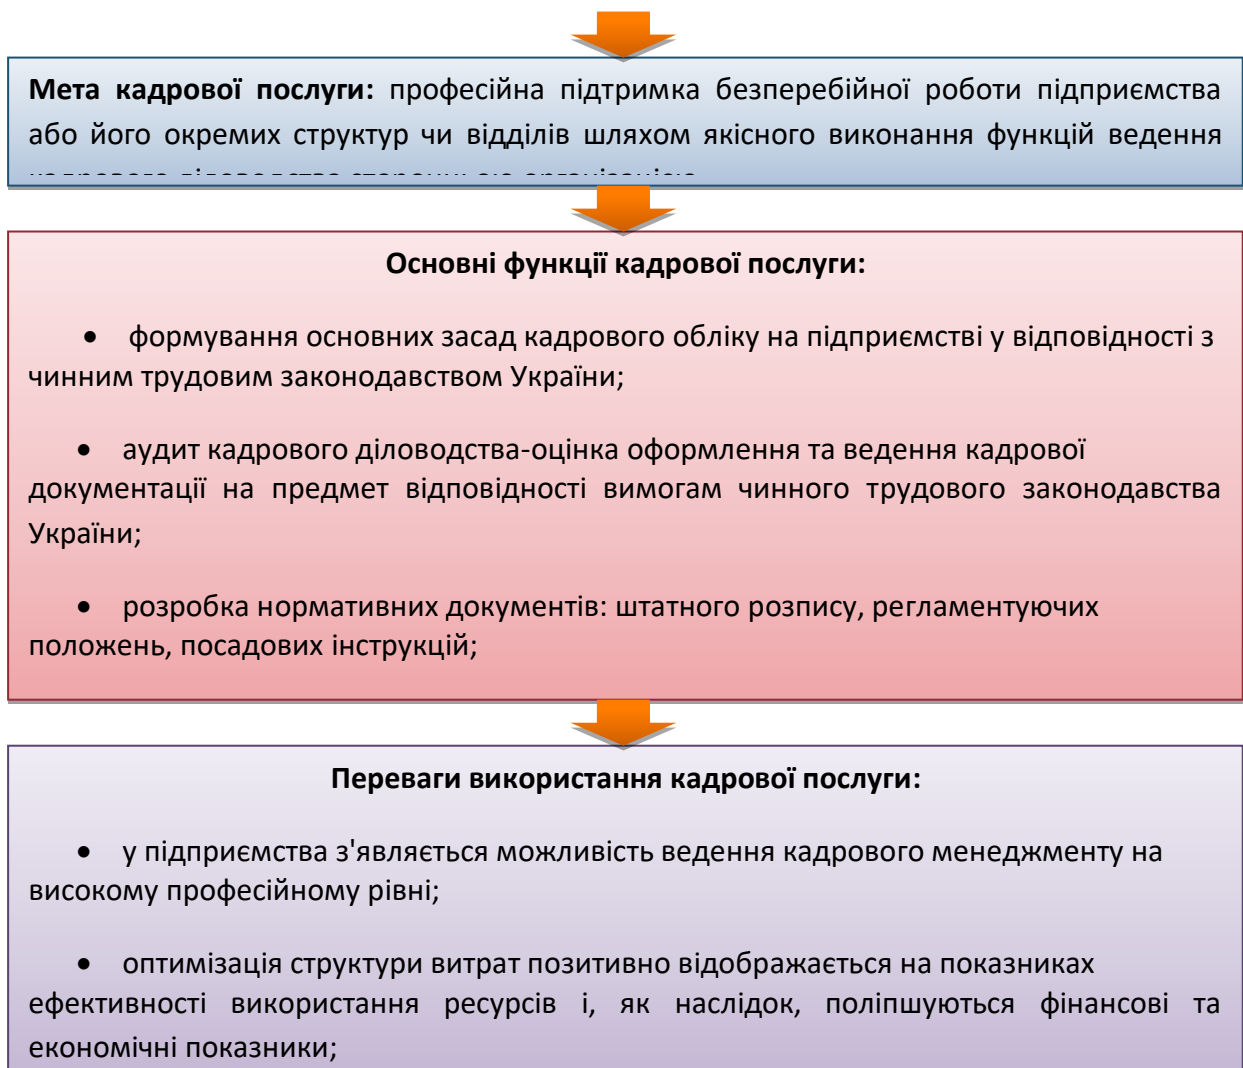 Мета кадрової послуги: професійна підтримка безперебійної роботи підприємства
або його окремих структур чи відділів шляхом якісного виконання функцій ведення
Основні функції кадрової послуги:
• формування основних засад кадрового обліку на підприємстві у відповідності з
чинним трудовим законодавством України;
• аудит кадрового діловодства-оцінка оформлення та ведення кадрової
документації на предмет відповідності вимогам чинного трудового законодавства
України;
• розробка нормативних документів: штатного розпису, регламентуючих
положень, посадових інструкцій;
Переваги використання кадрової послуги:
• у підприємства з'являється можливість ведення кадрового менеджменту на
високому професійному рівні;
• оптимізація структури витрат позитивно відображається на показниках
ефективності використання ресурсів і, як наслідок, поліпшуються фінансові та
економічні показники;